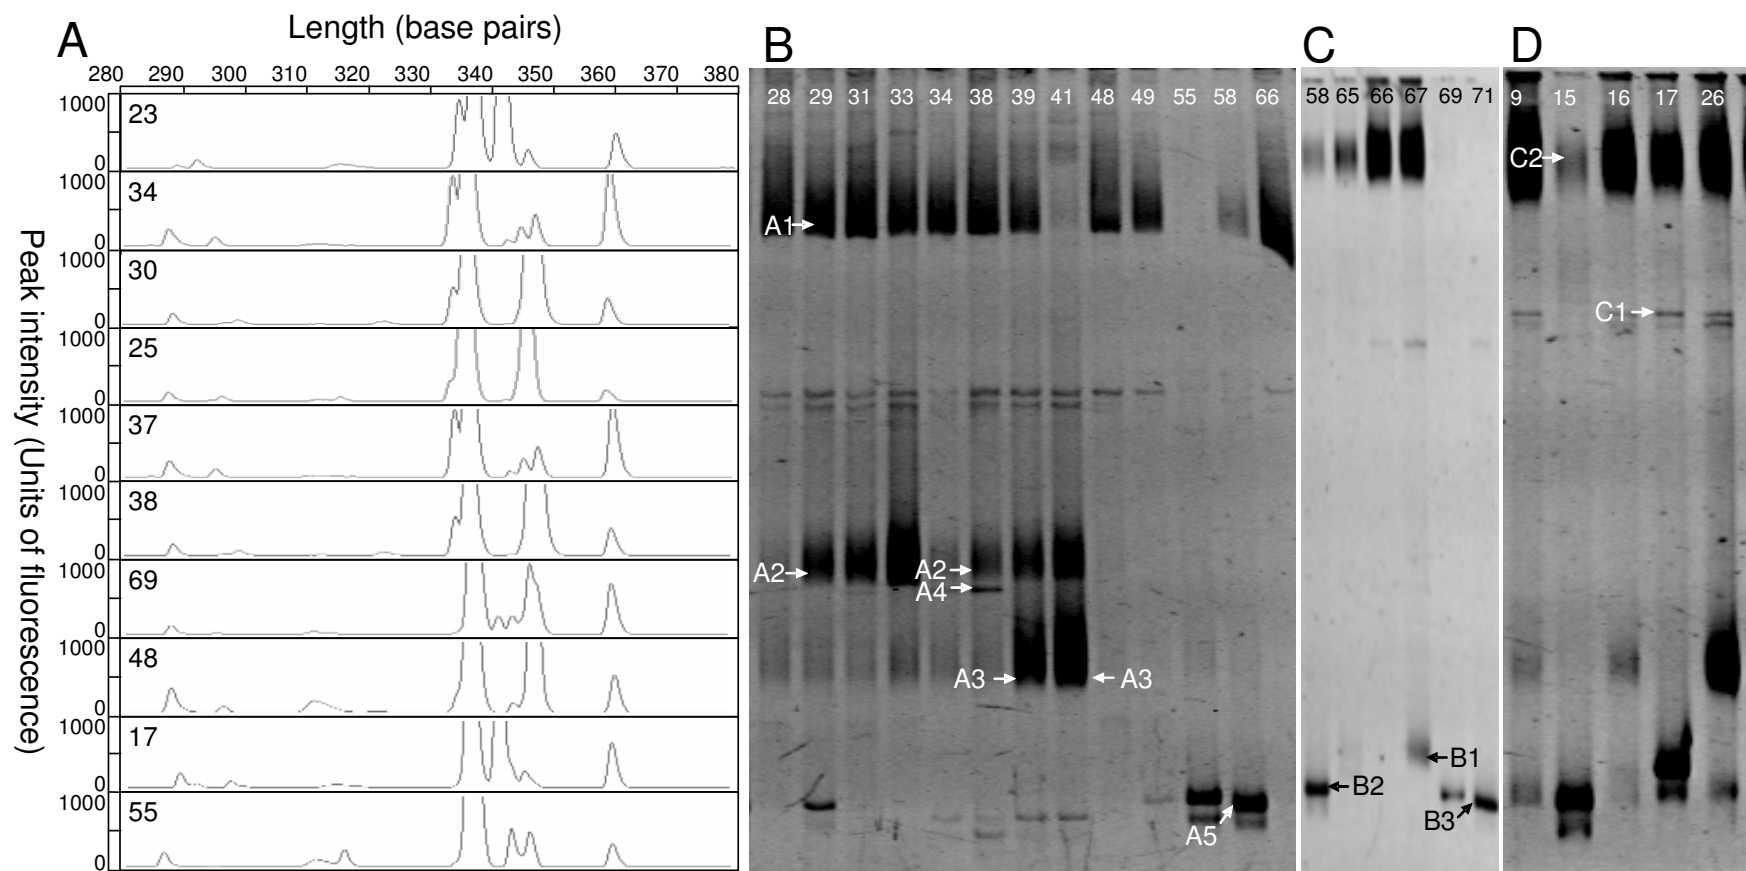 A
Length (base pairs)
280 290 300 310 320 330 340 350 360 370 380
Peak intensity (Units of fluorescence)
1000
23
0
1000
34
0
1000
30
0
1000
25
0
1000
37
0
1000
38
0
1000
69
0
1000
48
0
1000
17
0
1000
55
0
B
28 29 31 33 34 38 39 41 48 49 55 58 66
A1
A2
A2
A4
A3
A3
A5
C
58 65 66 67 69 71
B1
B2
B3
D
9 15 16 17 26
C2
C1